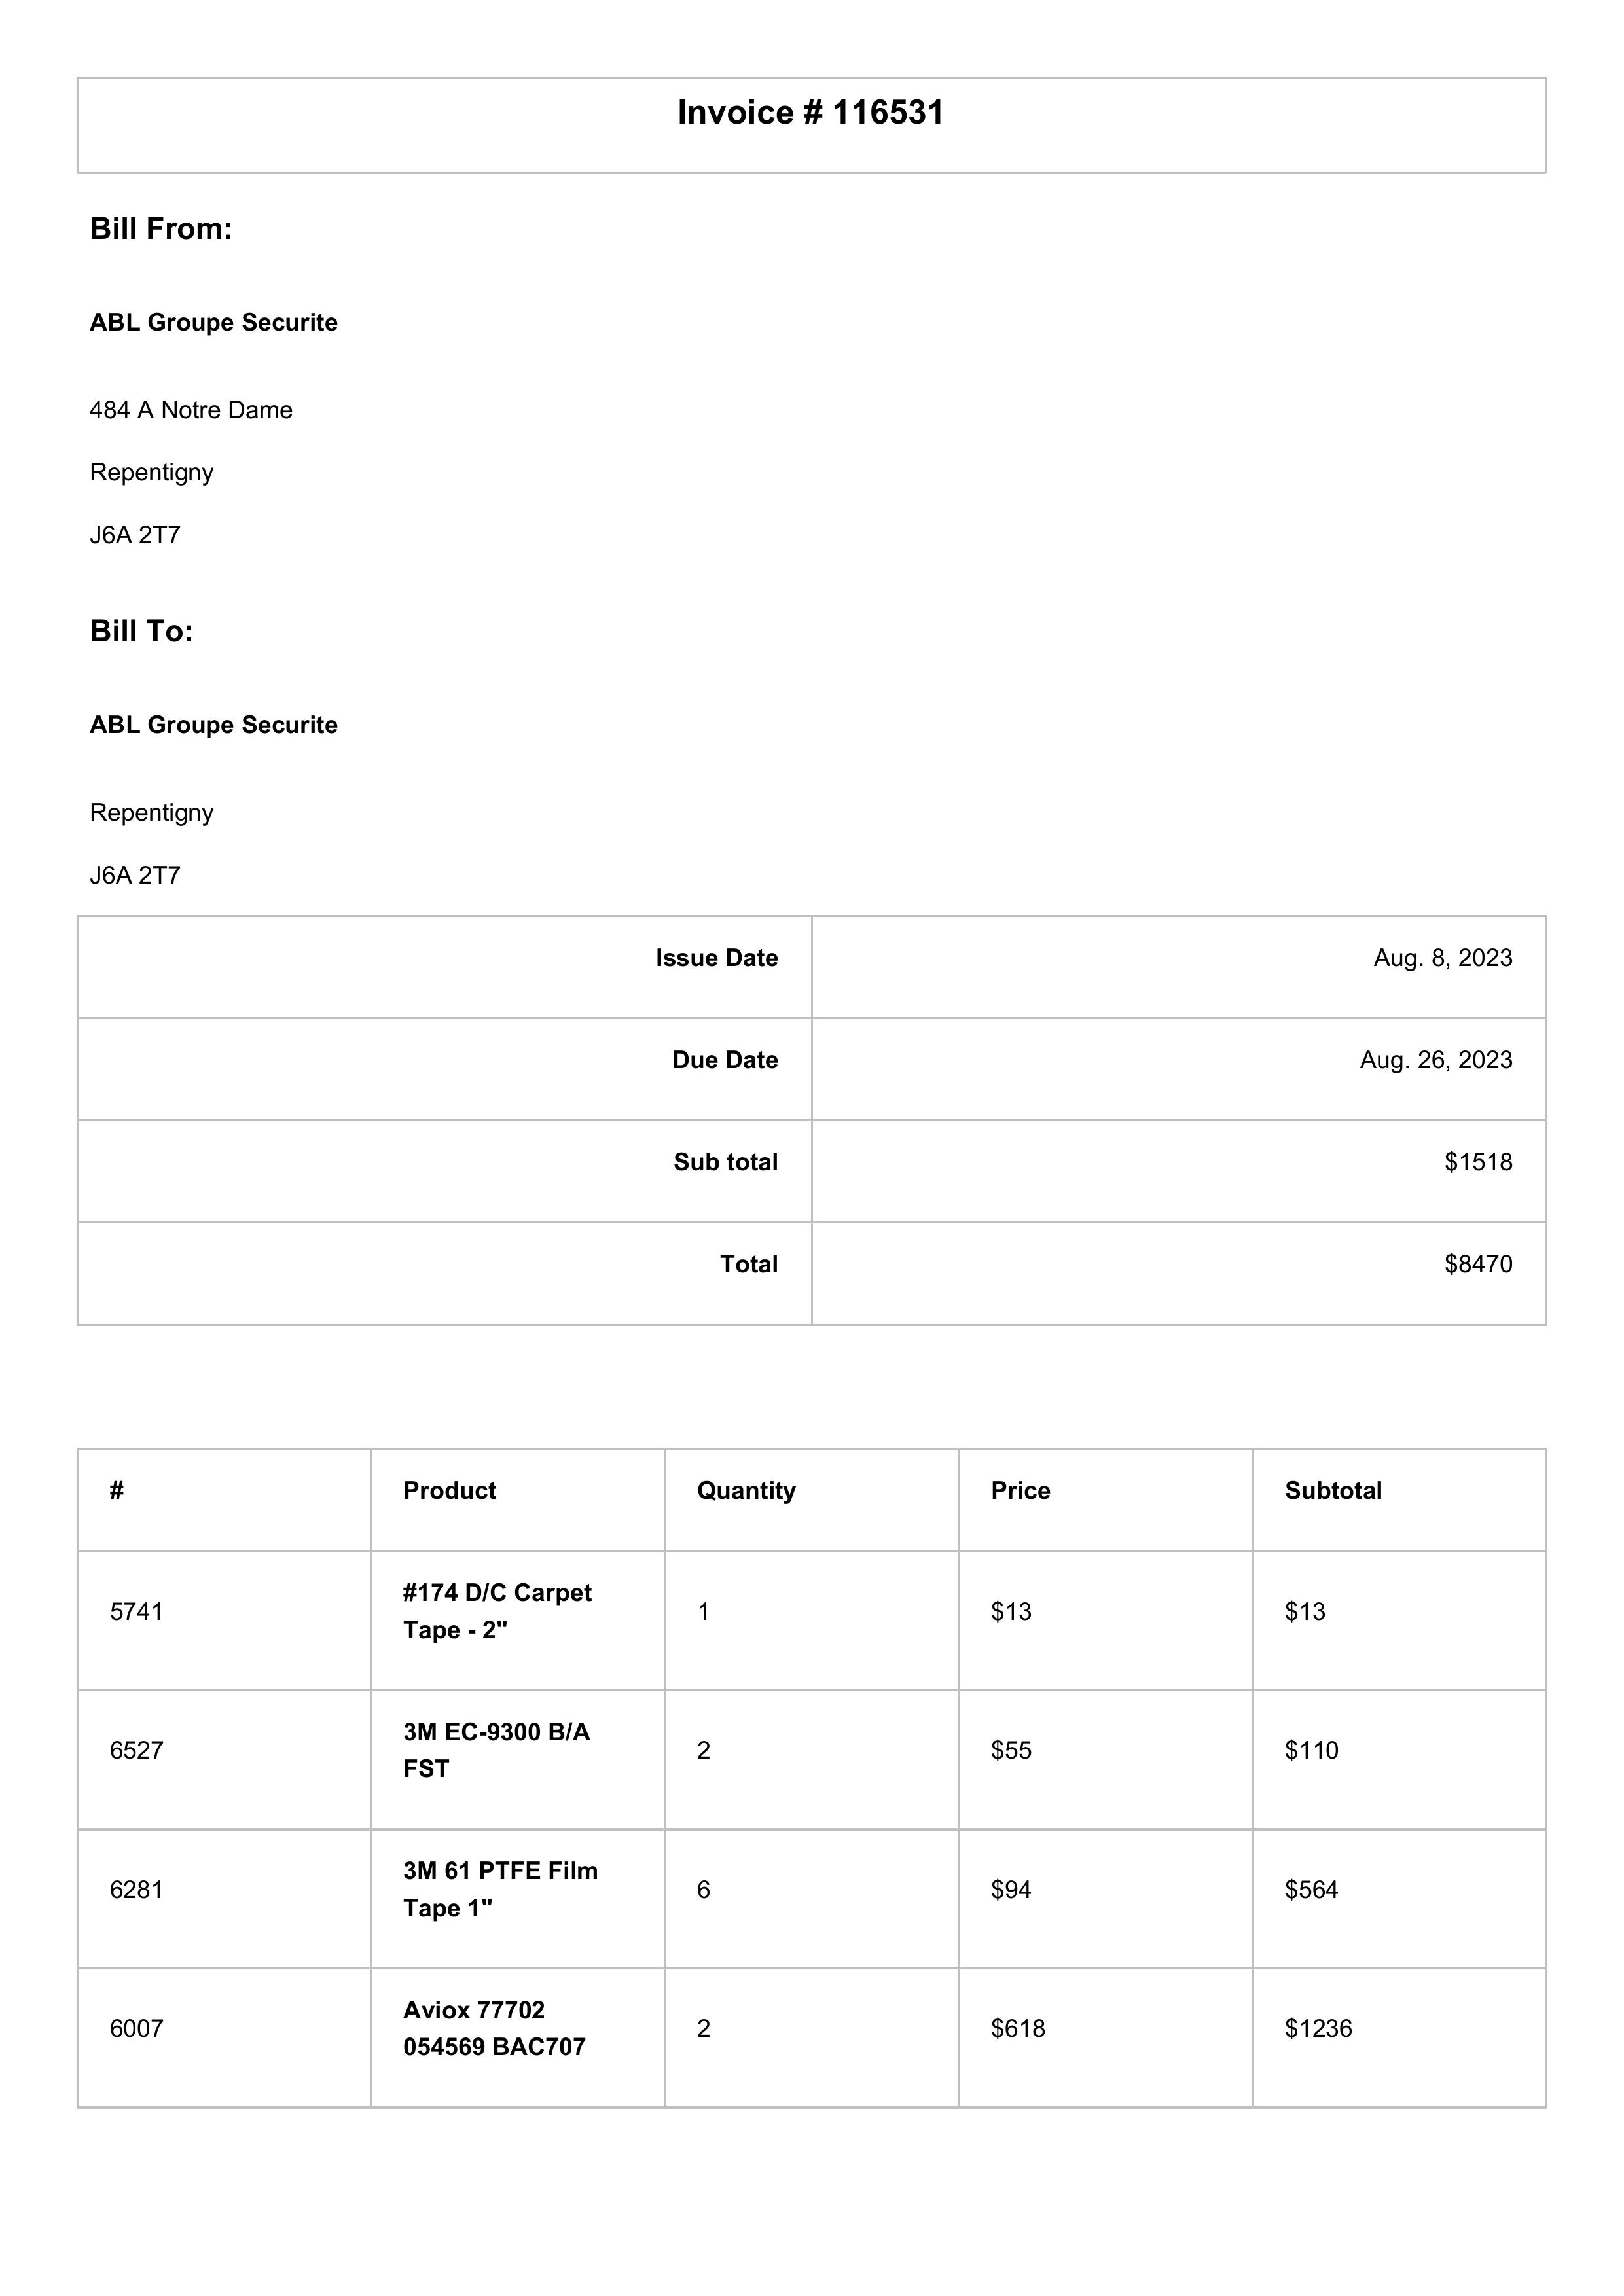 Invoice # 116531
Bill From:
ABL Groupe Securite
484 A Notre Dame
Repentigny
J6A 2T7
Bill To:
ABL Groupe Securite
Repentigny
J6A 2T7
Issue Date Aug. 8, 2023
Due Date Aug. 26, 2023
Sub total $1518
Total $8470
# Product Quantity Price Subtotal
5741 #174 D/C Carpet Tape - 2" 1 $13 $13
6527 3M EC-9300 B/A FST 2 $55 $110
6281 3M 61 PTFE Film Tape 1" 6 $94 $564
6007 Aviox 77702 054569 BAC707 2 $618 $1236